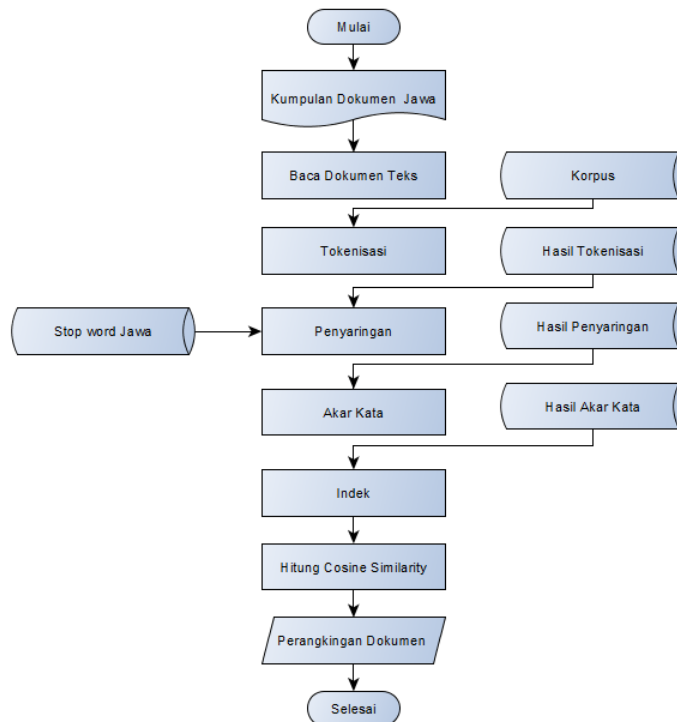 Mulai
Kumpulan Dokumen Jawa
Baca Dokumen Teks
Korpus
Tokenisasi
Hasil Tokenisasi
Stop word Jawa
Penyaringan
Hasil Penyaringan
Akar Kata
Hasil Akar Kata
Indek
Hitung Cosine Similarity
Perangkingan Dokumen
Selesai